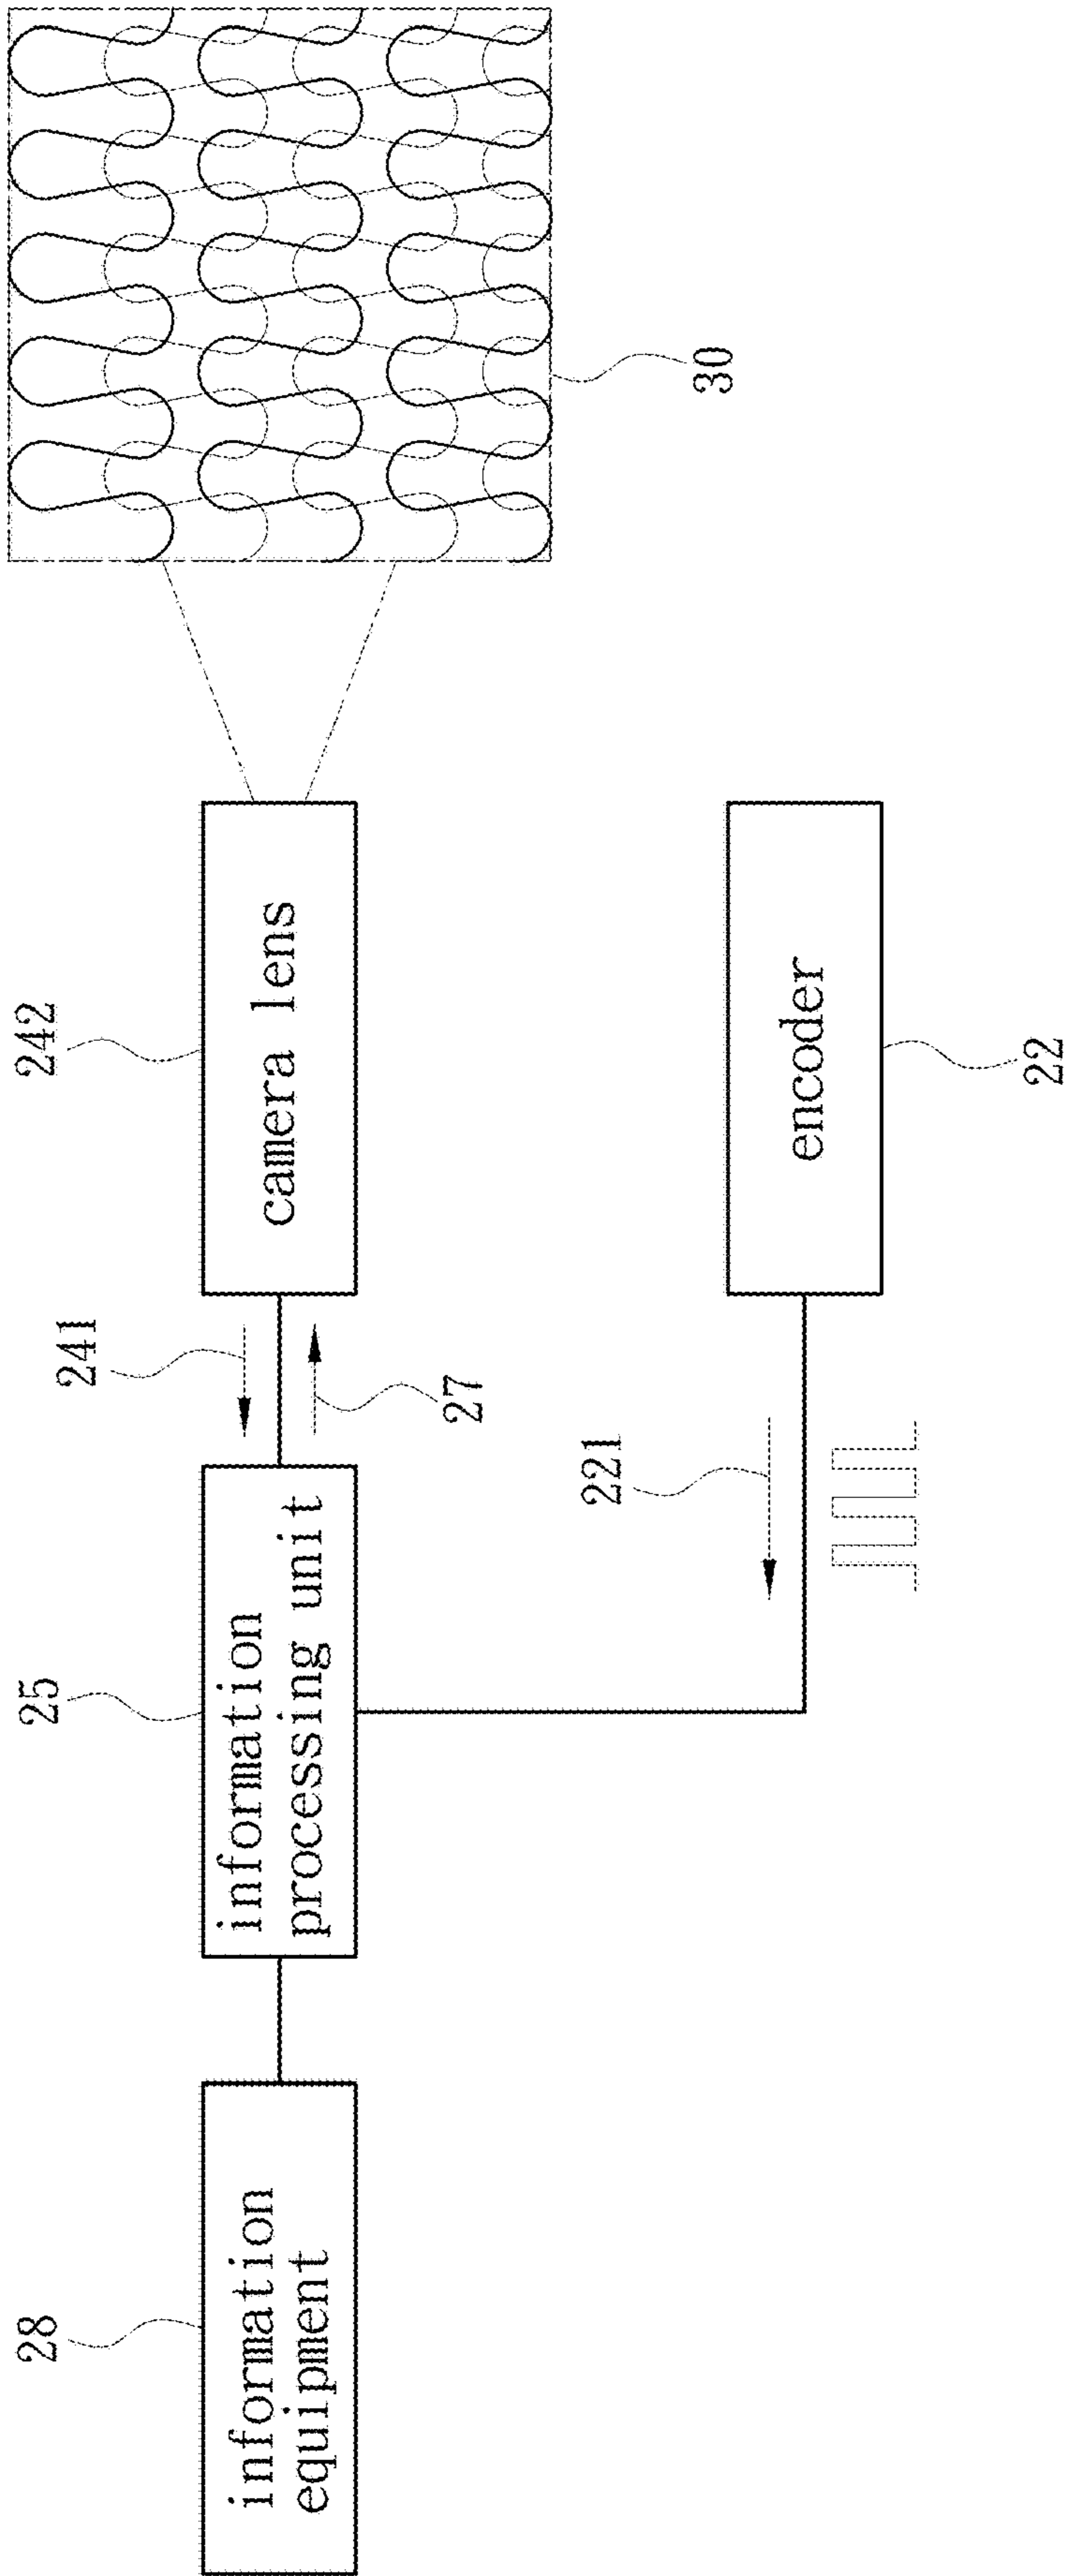 28
information
equipment
25
information
processing unit
241
27
242
camera lens
221
22
encoder
30